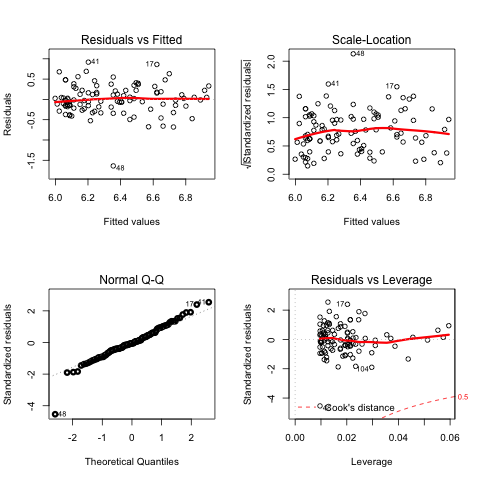 Residuals vs Fitted
Residuals
0.5
-0.5
-1.5
41
17
48
6.0 6.2 6.4 6.6 6.8
Fitted values
Scale-Location
√|Standardized residuals|
2.0
1.5
1.0
0.5
0.0
48
41
17
6.0 6.2 6.4 6.6 6.8
Fitted values
Normal Q-Q
Standardized residuals
2
0
-2
-4
17
41
48
-2 -1 0 1 2
Theoretical Quantiles
Residuals vs Leverage
Standardized residuals
2
0
-2
-4
17
104
Cook's distance
0.5
0.00 0.02 0.04 0.06
Leverage